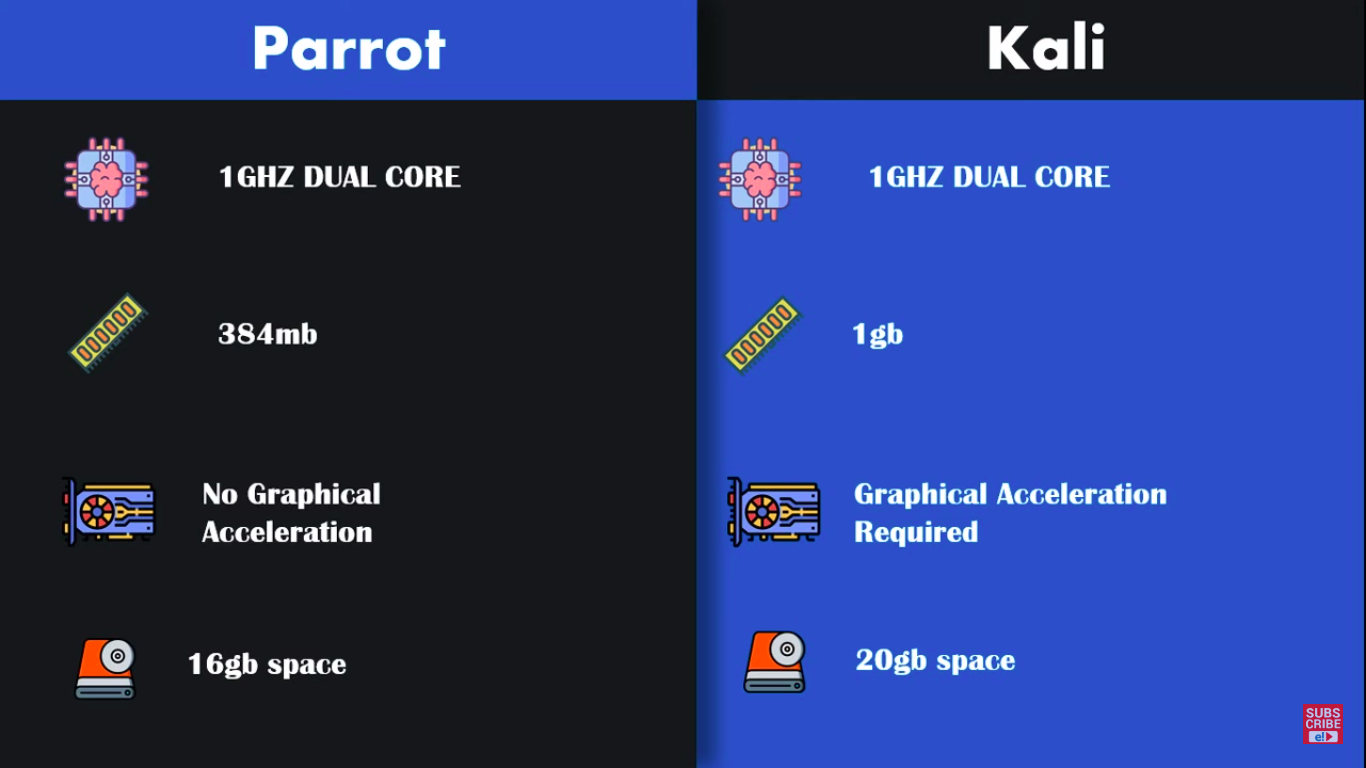 Parrot
Kali
1GHZ DUAL CORE
1GHZ DUAL CORE
384mb
1gb
No Graphical
Acceleration
Graphical Acceleration
Required
16gb space
20gb space
SUBS
CRIBE
e!